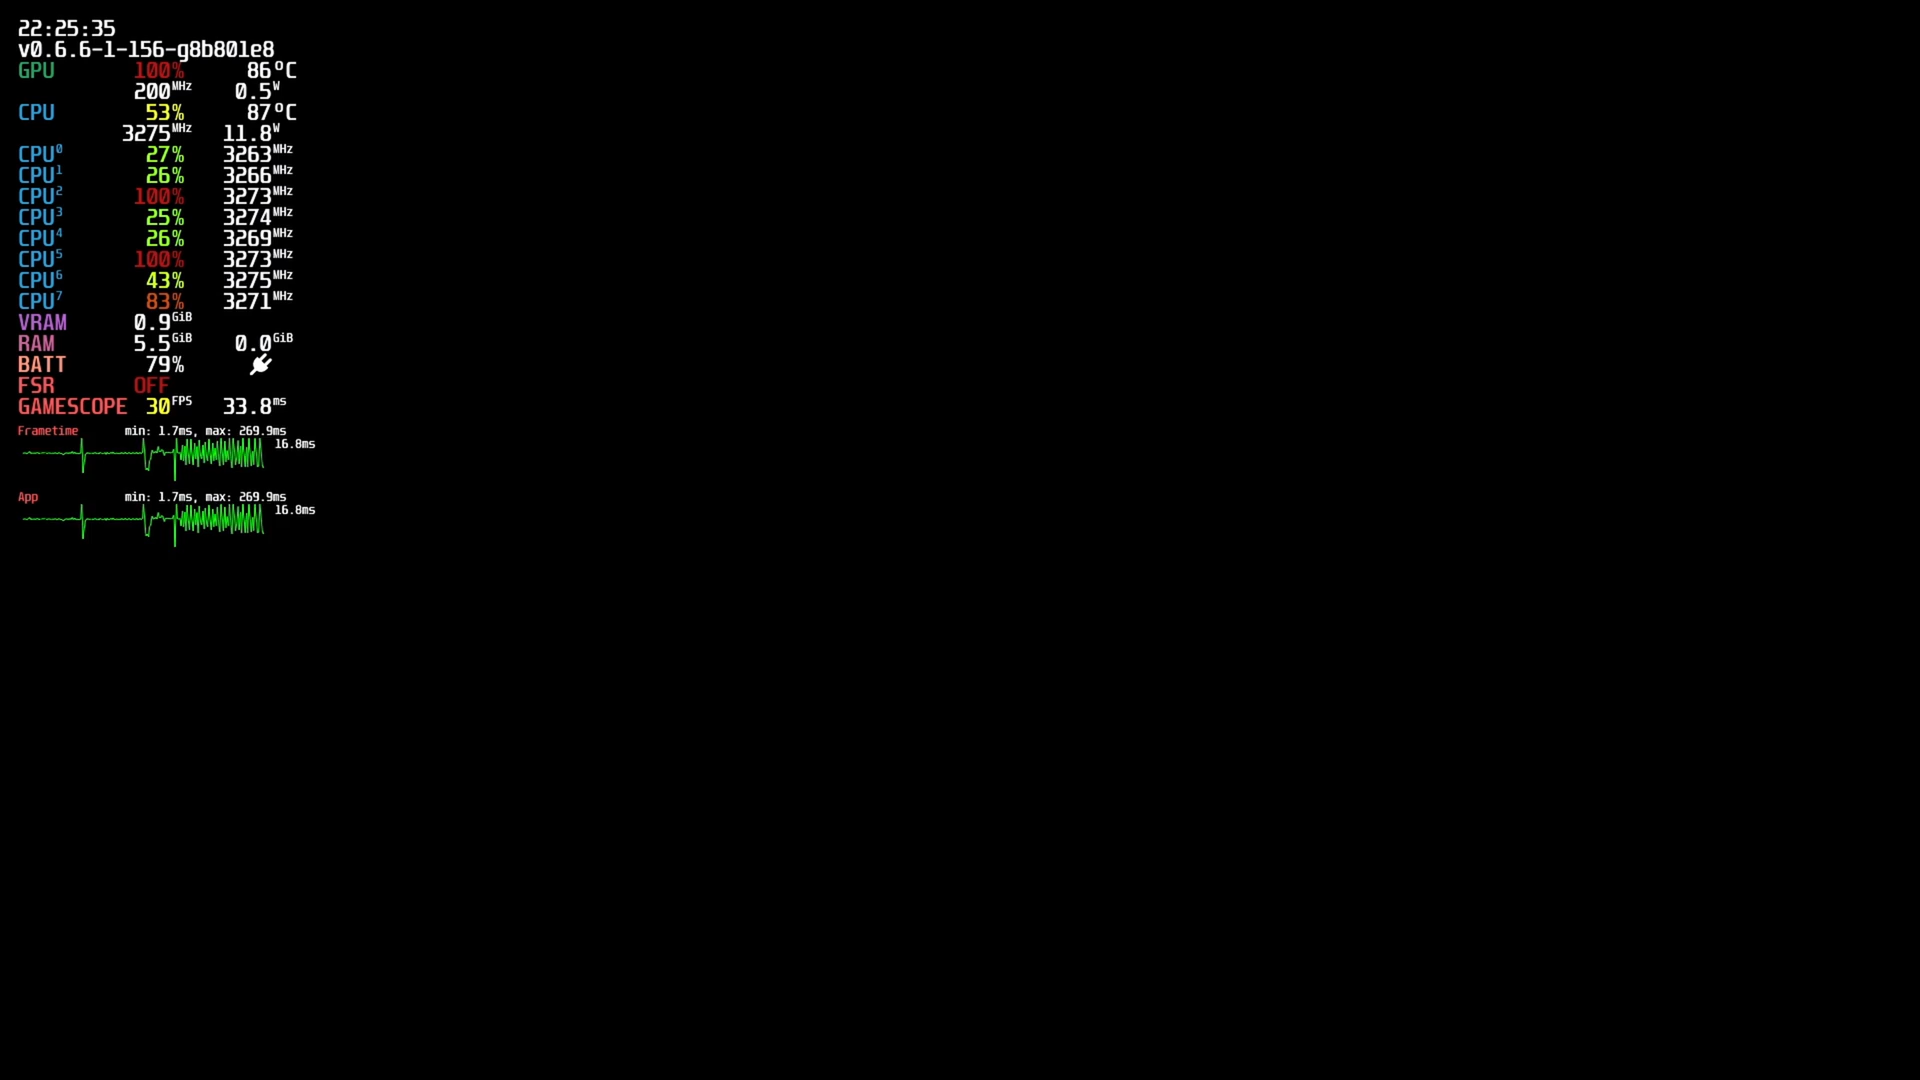 22:25:35
v0.6.6-1-156-g8b801e8
GPU 100% 86°C
200MHz 0.5W
CPU 53% 87°C
3275MHz 11.8W
CPU0 27% 3263MHz
CPU1 26% 3266MHz
CPU2 100% 3273MHz
CPU3 25% 3274MHz
CPU4 26% 3269MHz
CPU5 100% 3273MHz
CPU6 43% 3275MHz
CPU7 83% 3271MHz
VRAM 0.9GiB
RAM 5.5GiB 0.0GiB
BATT 79%
FSR OFF
GAMESCOPE 30FPS 33.8ms
Frametime min: 1.7ms, max: 269.9ms
16.8ms
App min: 1.7ms, max: 269.9ms
16.8ms